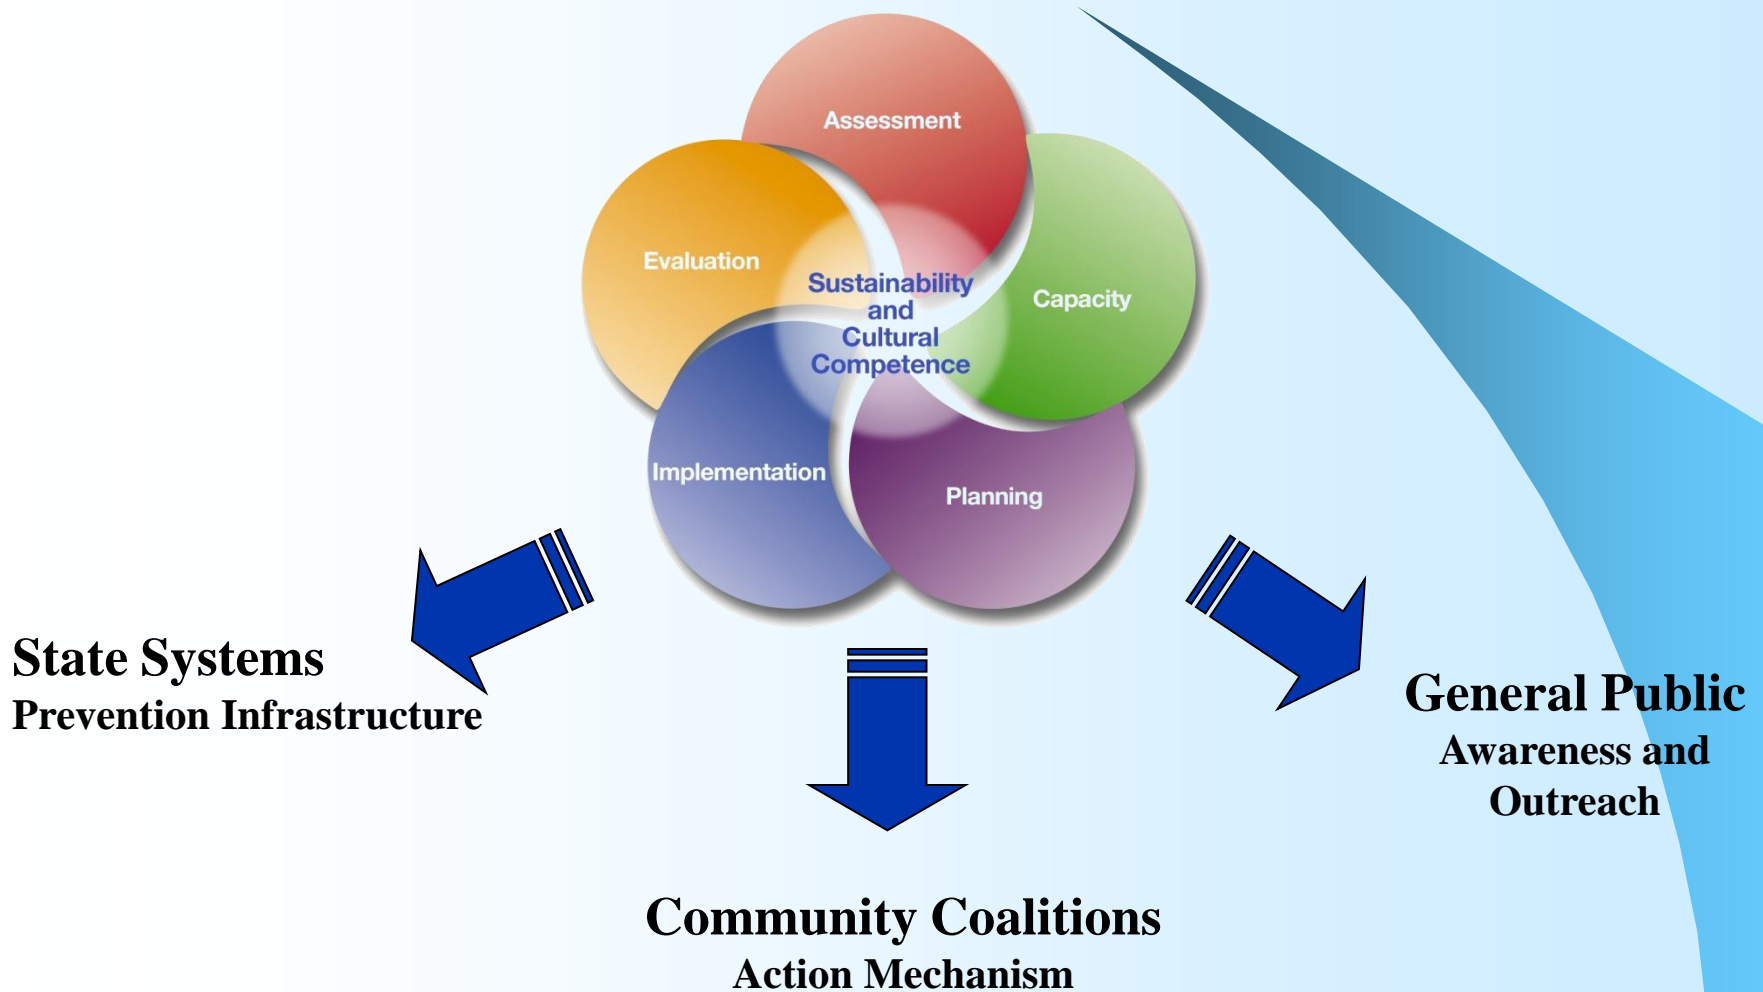 Assessment
Evaluation
Capacity
Sustainability
and
Cultural
Competence
Implementation
Planning
State Systems
Prevention Infrastructure
General Public
Awareness and
Outreach
Community Coalitions
Action Mechanism